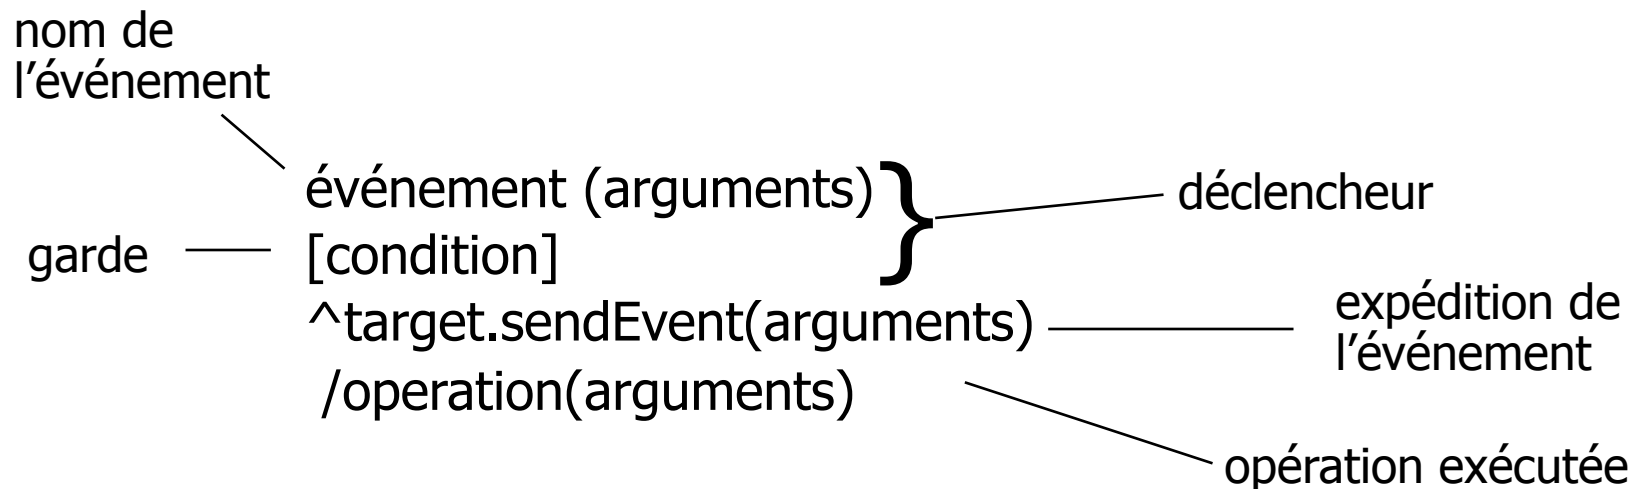 nom de
l’événement
événement (arguments)
déclencheur
garde
[condition]
^target.sendEvent(arguments)
expédition de
l’événement
/operation(arguments)
opération exécutée